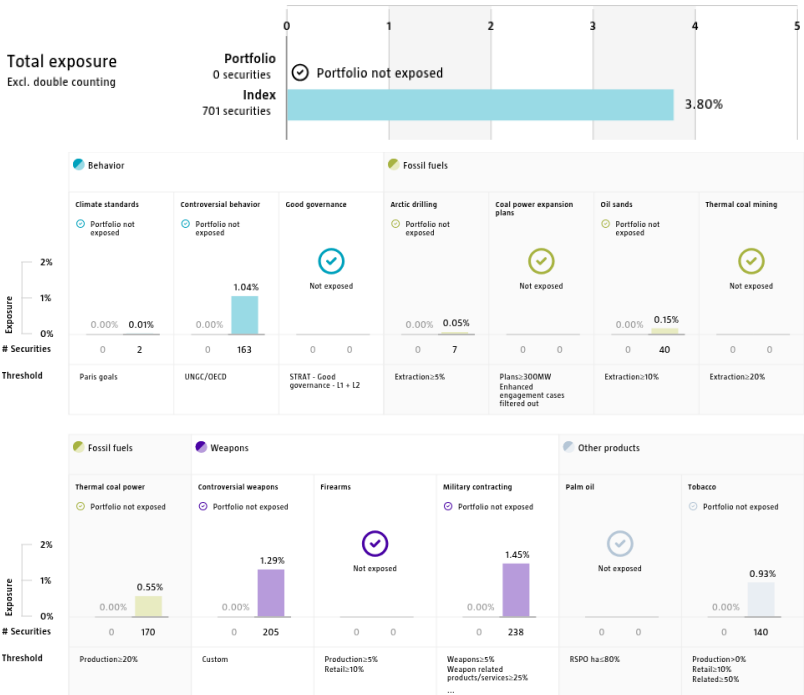 0 1 2 3 4 5
Total exposure
Excl. double counting
Portfolio
0 securities
Portfolio not exposed
Index
701 securities
3.80%
Behavior
Fossil fuels
Climate standards
Controversial behavior
Good governance
Arctic drilling
Coal power expansion
plans
Oil sands
Thermal coal mining
Portfolio not
exposed
Portfolio not
exposed
Not exposed
Portfolio not
exposed
Not exposed
Portfolio not
exposed
Not exposed
Exposure
2%
1%
0%
0.00% 0.01%
0.00% 1.04%
0.00% 0.05%
0.00% 0.15%
# Securities 0 2 0 163 0 0 0 7 0 0 0 40 0 0
Threshold
Paris goals
UNGC/OECD
STRAT - Good
governance - L1 + L2
Extraction≥5%
Plans≥300MW
Enhanced
engagement cases
filtered out
Extraction≥10%
Extraction≥20%
Fossil fuels
Weapons
Other products
Thermal coal power
Controversial weapons
Firearms
Military contracting
Palm oil
Tobacco
Portfolio not exposed
Portfolio not exposed
Not exposed
Portfolio not exposed
Not exposed
Portfolio not exposed
Exposure
2%
1%
0%
0.00% 0.55%
0.00% 1.29%
0.00% 1.45%
0.00% 0.93%
# Securities 0 170 0 205 0 0 0 238 0 0 0 140
Threshold
Production≥20%
Custom
Production≥5%
Retail≥10%
Weapons≥5%
Weapon related
products/services≥25%
...
RSPO ha≤80%
Production>0%
Retail≥10%
Related≥50%